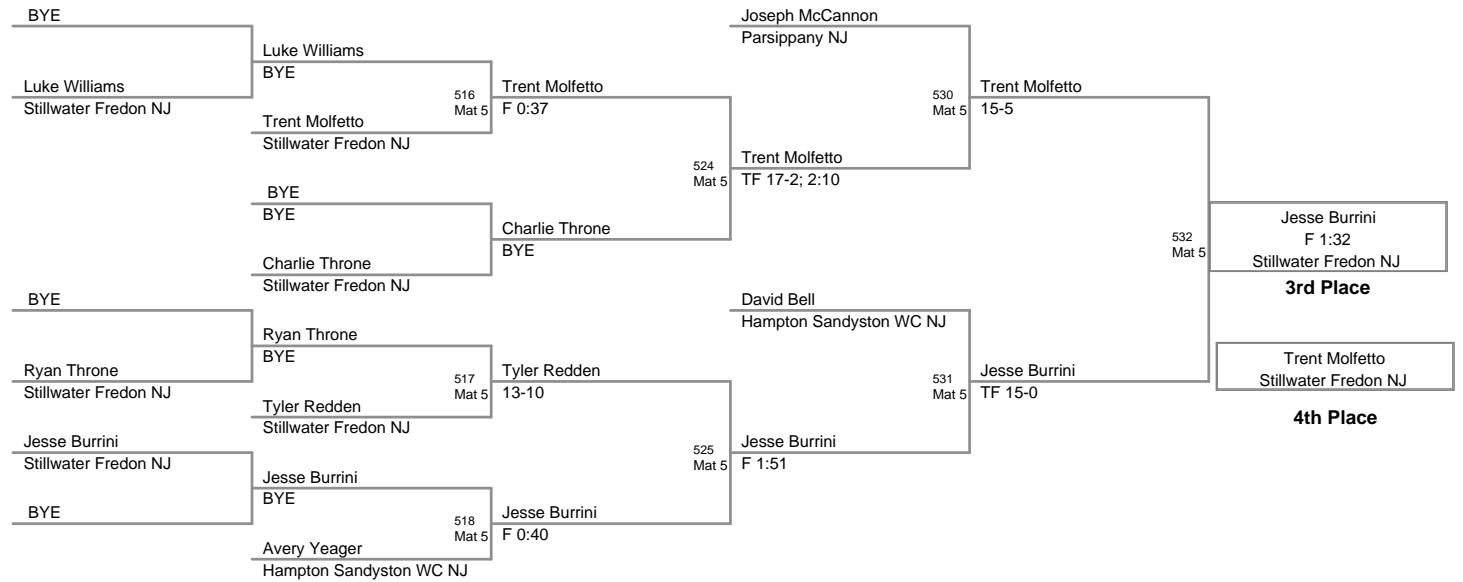 BYE
Luke Williams
Stillwater Fredon NJ
Luke Williams
BYE
516
Mat 5
Trent Molfetto
Stillwater Fredon NJ
Trent Molfetto
F 0:37
BYE
BYE
Charlie Throne
Stillwater Fredon NJ
Charlie Throne
BYE
524
Mat 5
Trent Molfetto
TF 17-2; 2:10
Joseph McCannon
Parsippany NJ
530
Mat 5
Trent Molfetto
15-5
BYE
Ryan Throne
Stillwater Fredon NJ
Ryan Throne
BYE
517
Mat 5
Tyler Redden
Stillwater Fredon NJ
Tyler Redden
13-10
Jesse Burrini
Stillwater Fredon NJ
BYE
Jesse Burrini
BYE
518
Mat 5
Avery Yeager
Hampton Sandyston WC NJ
Jesse Burrini
F 0:40
525
Mat 5
Jesse Burrini
F 1:51
David Bell
Hampton Sandyston WC NJ
531
Mat 5
Jesse Burrini
TF 15-0
532
Mat 5
Jesse Burrini
F 1:32
Stillwater Fredon NJ
3rd Place
Trent Molfetto
Stillwater Fredon NJ
4th Place